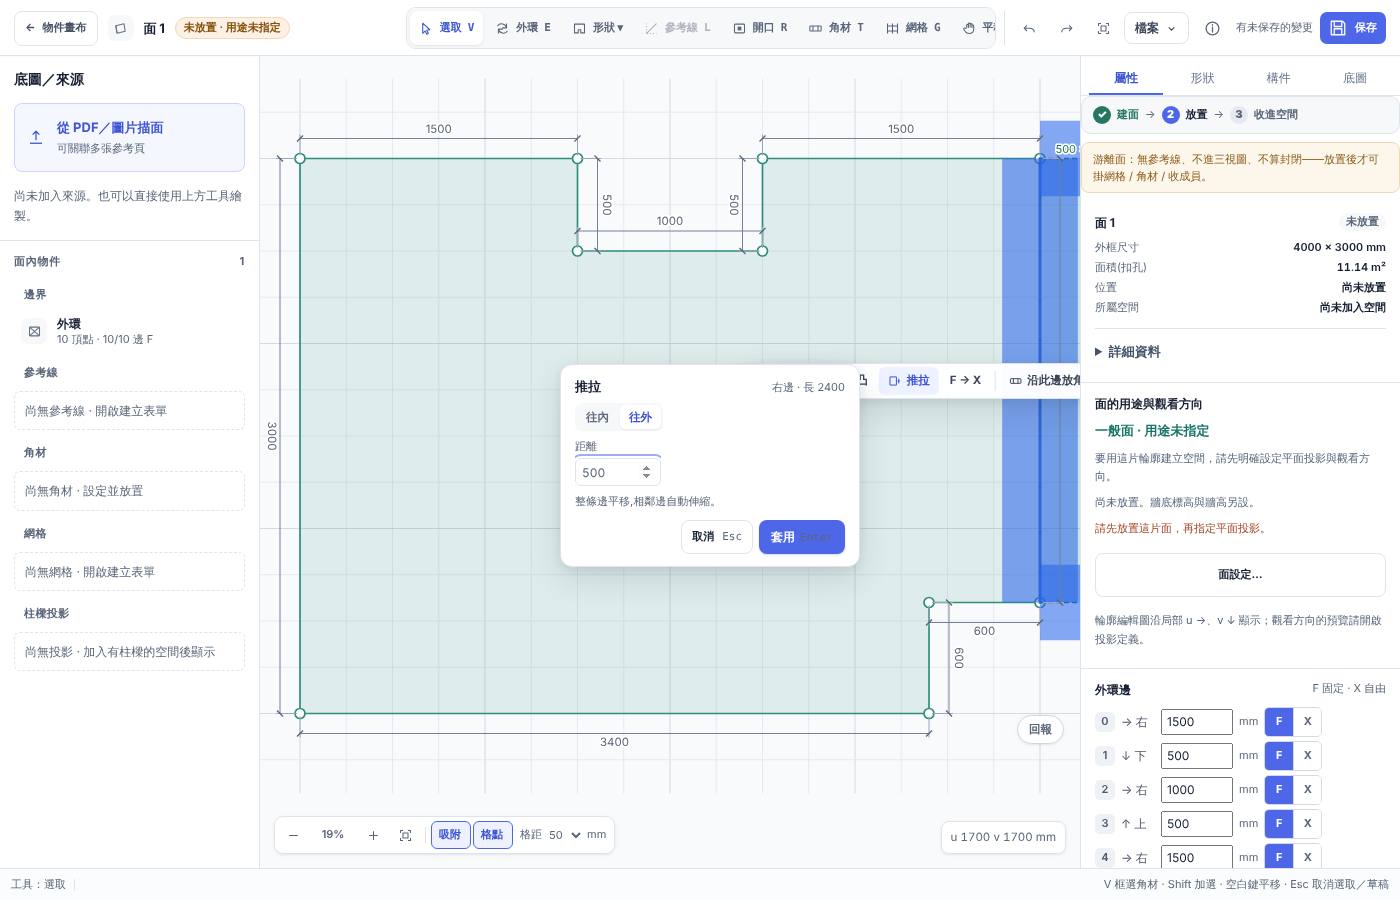 ← 物件畫布
面 1
未放置 · 用途未指定
選取 V
外環 E
形狀 ▾
參考線 L
開口 R
角材 T
網格 G
檔案
有未保存的變更
保存
底圖／來源
從 PDF／圖片描面
可關聯多張參考頁
尚未加入來源。也可以直接使用上方工具繪
製。
面內物件 1
邊界
外環
10 頂點 · 10/10 邊 F
參考線
尚無參考線 · 開啟建立表單
角材
尚無角材 · 設定並放置
網格
尚無網格 · 開啟建立表單
柱樑投影
尚無投影 · 加入有柱樑的空間後顯示
1500
1500
500
500
500
1000
3000
600
600
3400
推拉
F → X
沿此邊放角
推拉
右邊 · 長 2400
往內
往外
距離
500
整條邊平移,相鄰邊自動伸縮。
取消 Esc
套用 Enter
回報
− 19% +
吸附
格點
格距 50 mm
u 1700 v 1700 mm
屬性
形狀
構件
底圖
建面 → 2 放置 → 3 收進空間
游離面：無參考線、不進三視圖、不算封閉——放置後才可
掛網格 / 角材 / 收成員。
面 1 未放置
外框尺寸 4000 × 3000 mm
面積(扣孔) 11.14 m²
位置 尚未放置
所屬空間 尚未加入空間
▶ 詳細資料
面的用途與觀看方向
一般面 · 用途未指定
要用這片輪廓建立空間，請先明確設定平面投影與觀看方
向。
尚未放置。牆底標高與牆高另設。
請先放置這片面，再指定平面投影。
面設定...
輪廓編輯圖沿局部 u →、v ↓ 顯示；觀看方向的預覽請開啟
投影定義。
外環邊 F 固定 · X 自由
0 → 右 1500 mm F X
1 ↓ 下 500 mm F X
2 → 右 1000 mm F X
3 ↑ 上 500 mm F X
4 → 右 1500 mm F X
工具：選取
V 框選角材 · Shift 加選 · 空白鍵平移 · Esc 取消選取／草稿